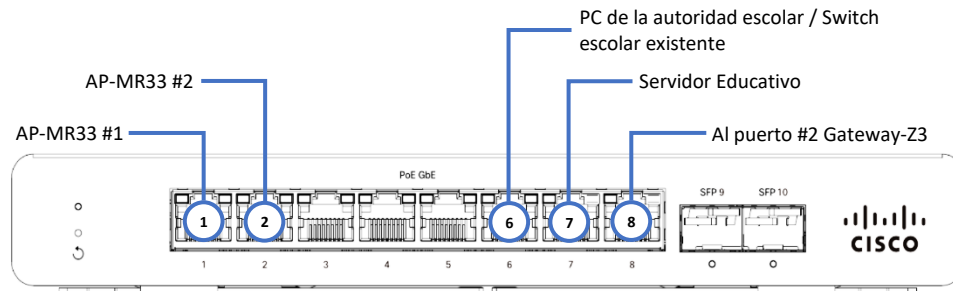 PC de la autoridad escolar / Switch
escolar existente
AP-MR33 #2
Servidor Educativo
AP-MR33 #1
Al puerto #2 Gateway-Z3
PoE GbE
SFP 9 SFP 10
1 2 6 7 8
CISCO
1 2 3 4 5 6 7 8